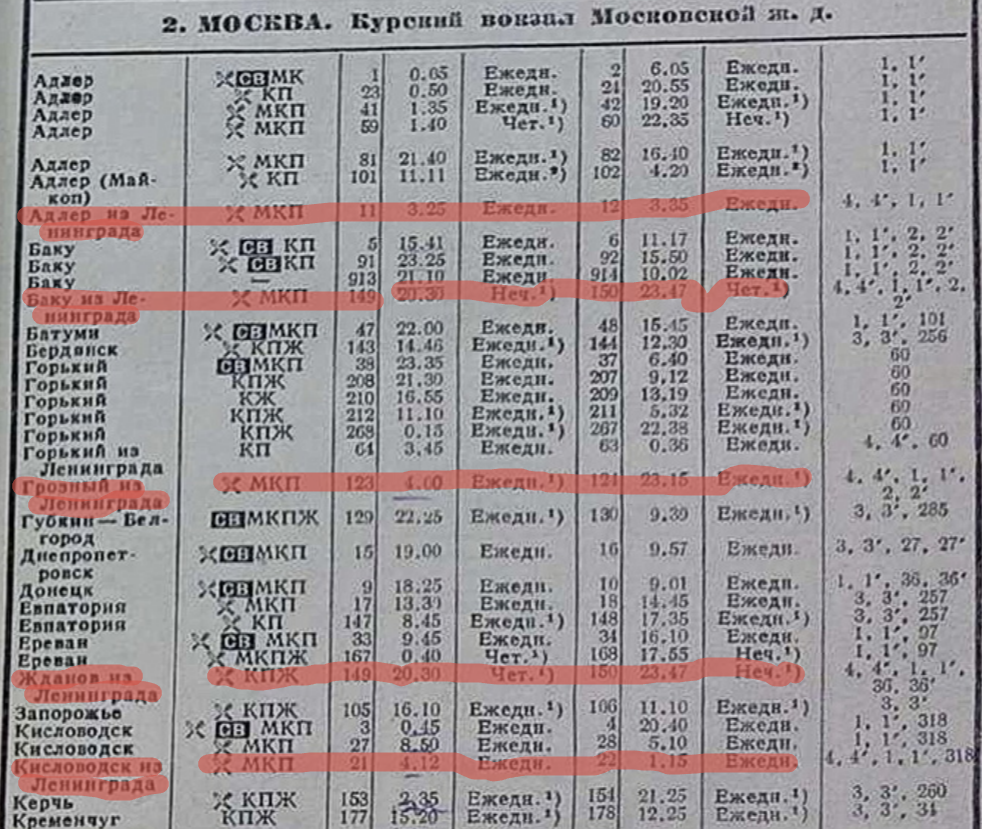 2. МОСКВА. Курский вокзал Московской ж. д.
Адлер СВ МК 1 0.05 Ежедн. 2 6.05 Ежедн. 1, 1′
Адлер КП 23 0.50 Ежедн. 24 20.55 Ежедн. 1, 1′
Адлер МКП 41 1.35 Ежедн.¹) 42 19.20 Ежедн.¹) 1, 1′
Адлер МКП 59 1.40 Чет.¹) 60 22.35 Неч.¹) 1, 1′
Адлер МКП 81 21.40 Ежедн.¹) 82 16.40 Ежедн.¹) 1, 1′
Адлер (Май- КП 101 11.11 Ежедн.²) 102 4.20 Ежедн.²) 1, 1′
коп)
Адлер из Ле- МКП 11 3.25 Ежедн. 12 3.35 Ежедн. 4, 4′, 1, 1′
нинграда
Баку СВ КП 5 15.41 Ежедн. 6 11.17 Ежедн. 1, 1′, 2, 2′
Баку СВ КП 91 23.25 Ежедн. 92 15.50 Ежедн. 1, 1′, 2, 2′
Баку — 913 21.10 Ежедн. 914 10.02 Ежедн. 1, 1′, 2, 2′
Баку из Ле- МКП 149 20.30 Неч.¹) 150 23.47 Чет.¹) 4, 4′, 1, 1′, 2,
нинграда 2′
Батуми СВ МКП 47 22.00 Ежедн. 48 15.45 Ежедн. 1, 1′, 101
Бердянск КПЖ 143 14.46 Ежедн.¹) 144 12.30 Ежедн.¹) 3, 3′, 256
Горький СВ МКП 38 23.35 Ежедн. 37 6.40 Ежедн. 60
Горький КПЖ 208 21.30 Ежедн. 207 9.12 Ежедн. 60
Горький КЖ 210 16.55 Ежедн. 209 13.19 Ежедн. 60
Горький КПЖ 212 11.10 Ежедн.¹) 211 5.32 Ежедн.¹) 60
Горький КПЖ 268 0.15 Ежедн.¹) 267 22.38 Ежедн.¹) 60
Горький из КП 64 3.45 Ежедн. 63 0.36 Ежедн. 4, 4′, 60
Ленинграда
Грозный из МКП 123 4.00 Ежедн.¹) 124 23.15 Ежедн.¹) 4, 4′, 1, 1′,
Ленинграда 2, 2′
Губкин — Бел- СВ МКПЖ 129 22.25 Ежедн.¹) 130 9.39 Ежедн.¹) 3, 3′, 285
город
Днепропет- СВ МКП 15 19.00 Ежедн. 16 9.57 Ежедн. 3, 3′, 27, 27′
ровск
Донецк СВ МКП 9 18.25 Ежедн. 10 9.01 Ежедн. 1, 1′, 36, 36′
Евпатория МКП 17 13.39 Ежедн. 18 14.45 Ежедн. 3, 3′, 257
Евпатория КП 147 8.45 Ежедн.¹) 148 17.35 Ежедн.¹) 3, 3′, 257
Ереван СВ МКП 33 9.45 Ежедн. 34 16.10 Ежедн. 1, 1′, 97
Ереван МКПЖ 167 0.40 Чет.¹) 168 17.55 Неч.¹) 1, 1′, 97
Жданов из КПЖ 149 20.30 Чет.¹) 150 23.47 Неч.¹) 4, 4′, 1, 1′,
Ленинграда 36, 36′
Запорожье КПЖ 105 16.10 Ежедн.¹) 106 11.10 Ежедн.¹) 3, 3′
Кисловодск СВ МКП 3 0.45 Ежедн. 4 20.40 Ежедн. 1, 1′, 318
Кисловодск МКП 27 8.50 Ежедн. 28 5.10 Ежедн. 1, 1′, 318
Кисловодск из МКП 21 4.12 Ежедн. 22 1.15 Ежедн. 4, 4′, 1, 1′, 318
Ленинграда
Керчь КПЖ 153 2.35 Ежедн.¹) 154 21.25 Ежедн.¹) 3, 3′, 260
Кременчуг КПЖ 177 15.20 Ежедн.¹) 178 12.25 Ежедн.¹) 3, 3′, 34